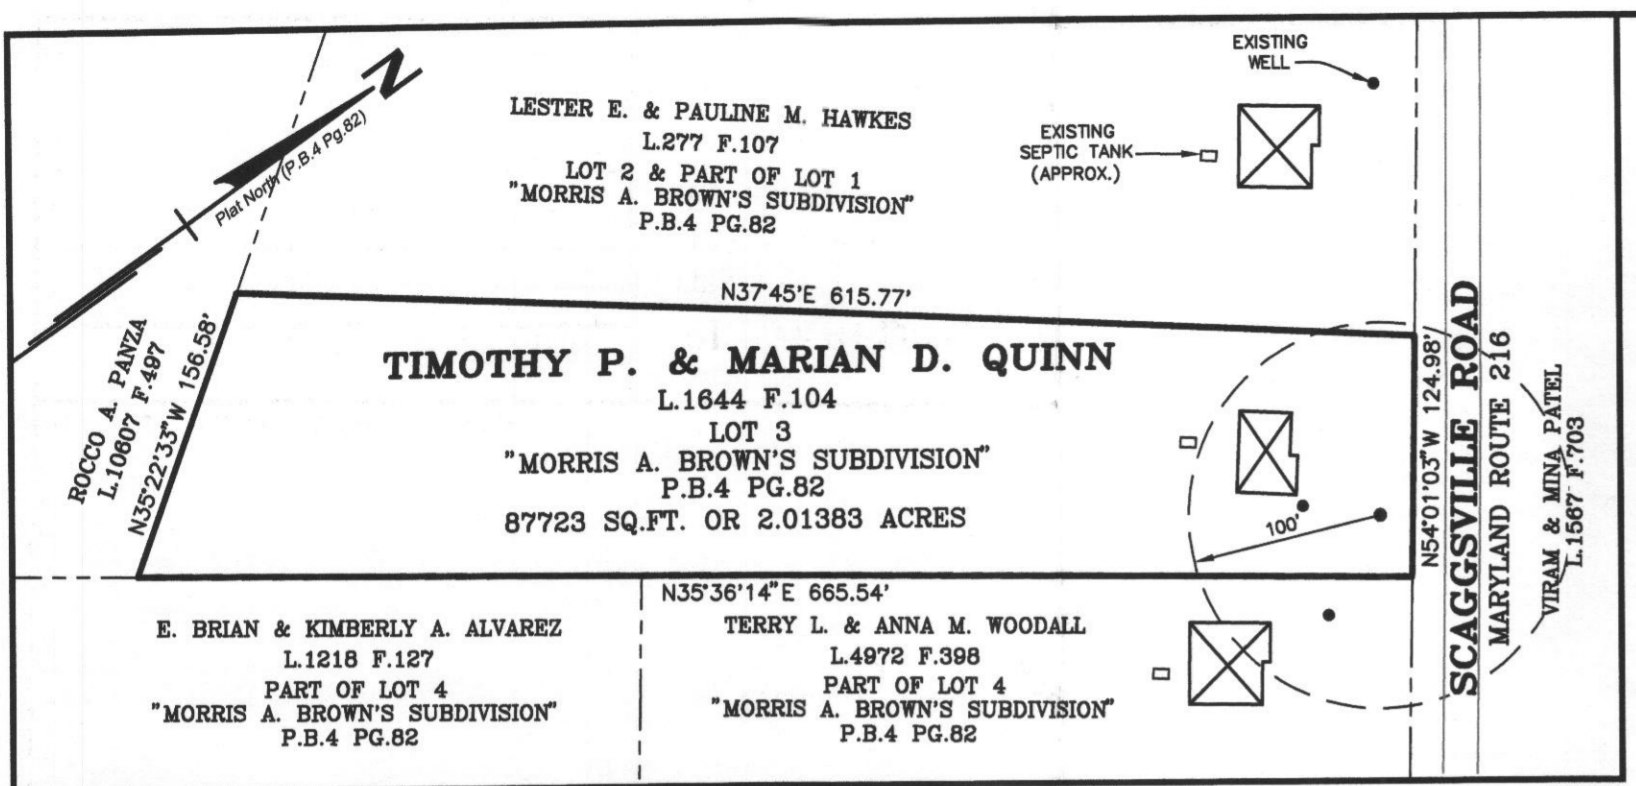 N
Plat North (P.B.4 Pg.82)
LESTER E. & PAULINE M. HAWKES
L.277 F.107
LOT 2 & PART OF LOT 1
"MORRIS A. BROWN'S SUBDIVISION"
P.B.4 PG.82
EXISTING
WELL
EXISTING
SEPTIC TANK
(APPROX.)
N37°45'E 615.77'
ROCCO A. PANZA
L.10607 F.497
N35°22'33"W 156.58'
TIMOTHY P. & MARIAN D. QUINN
L.1644 F.104
LOT 3
"MORRIS A. BROWN'S SUBDIVISION"
P.B.4 PG.82
87723 SQ.FT. OR 2.01383 ACRES
100'
N54°01'03"W 124.98'
SCAGGSVILLE ROAD
MARYLAND ROUTE 216
VIRAM & MINA PATEL
L.1567 F.703
N35°36'14"E 665.54'
E. BRIAN & KIMBERLY A. ALVAREZ
L.1218 F.127
PART OF LOT 4
"MORRIS A. BROWN'S SUBDIVISION"
P.B.4 PG.82
TERRY L. & ANNA M. WOODALL
L.4972 F.398
PART OF LOT 4
"MORRIS A. BROWN'S SUBDIVISION"
P.B.4 PG.82